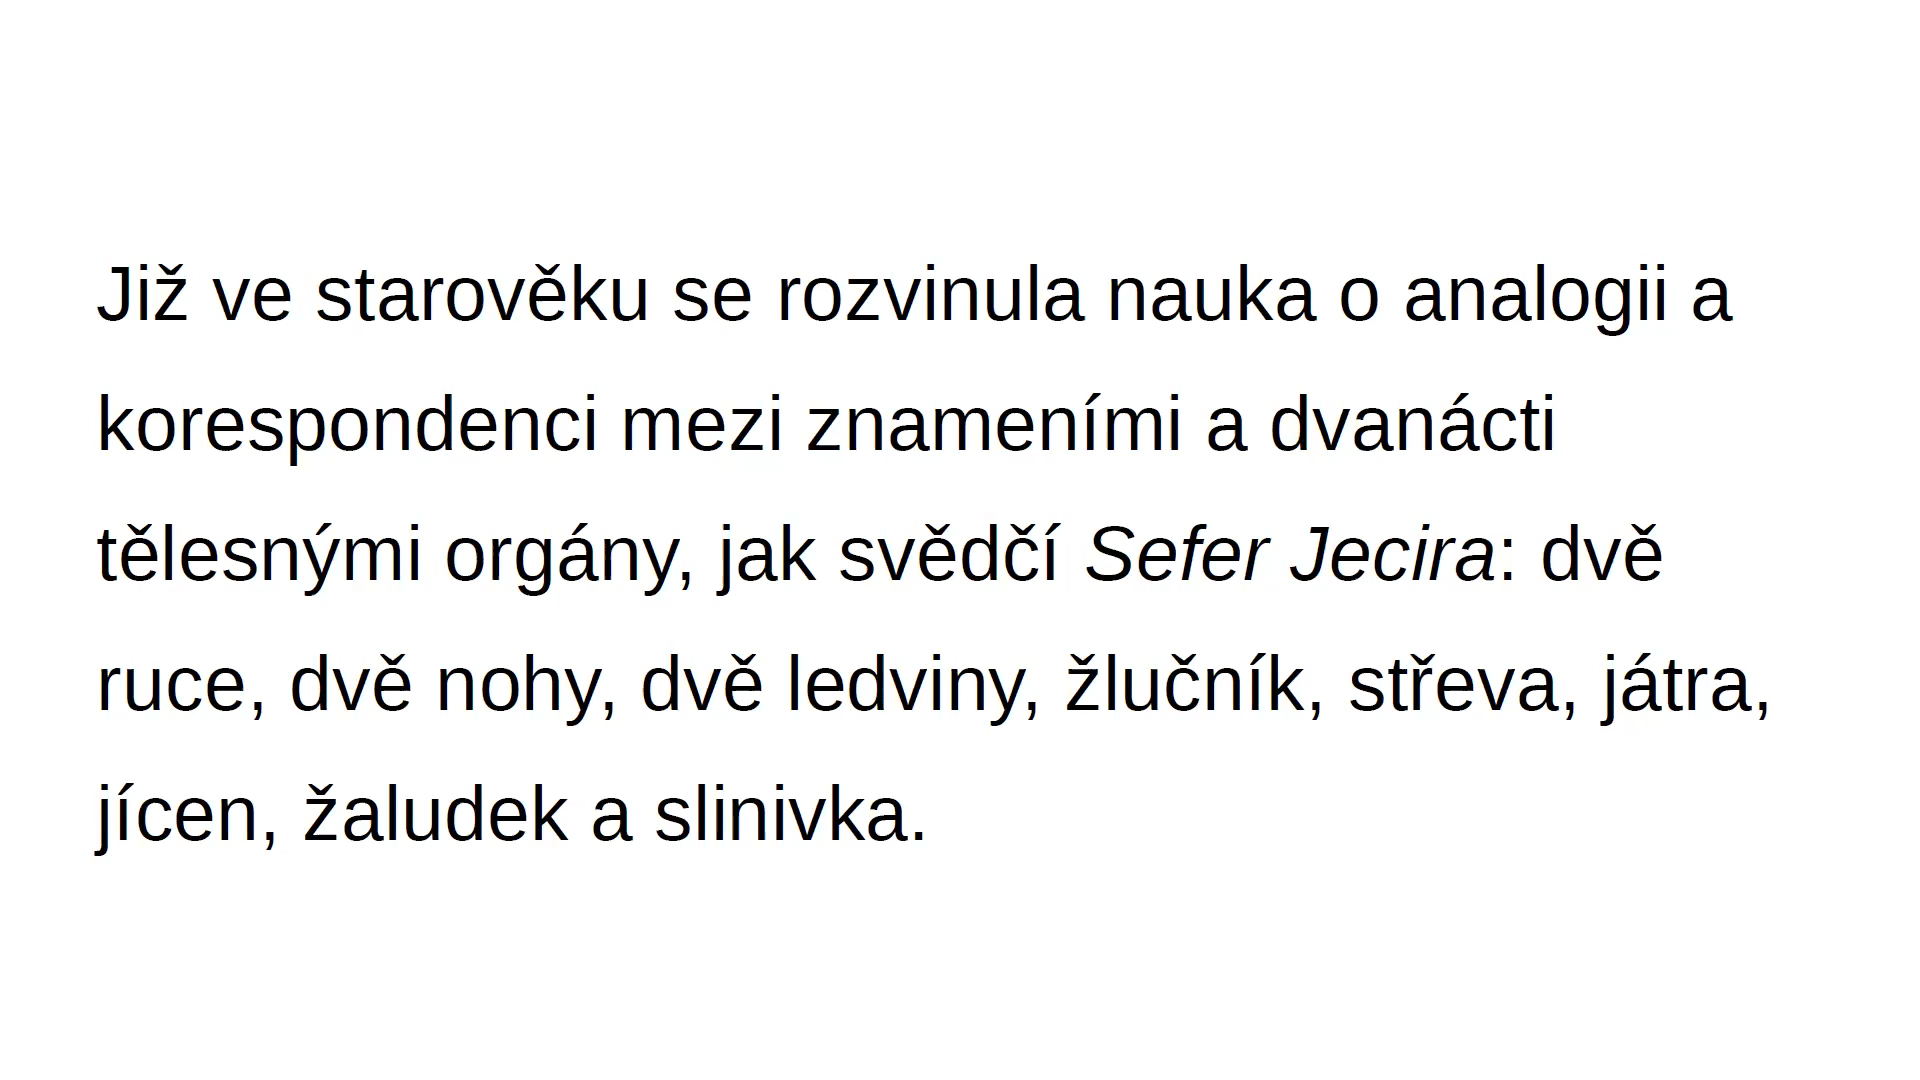 Již ve starověku se rozvinula nauka o analogii a
korespondenci mezi znameními a dvanácti
tělesnými orgány, jak svědčí Sefer Jecira: dvě
ruce, dvě nohy, dvě ledviny, žlučník, střeva, játra,
jícen, žaludek a slinivka.